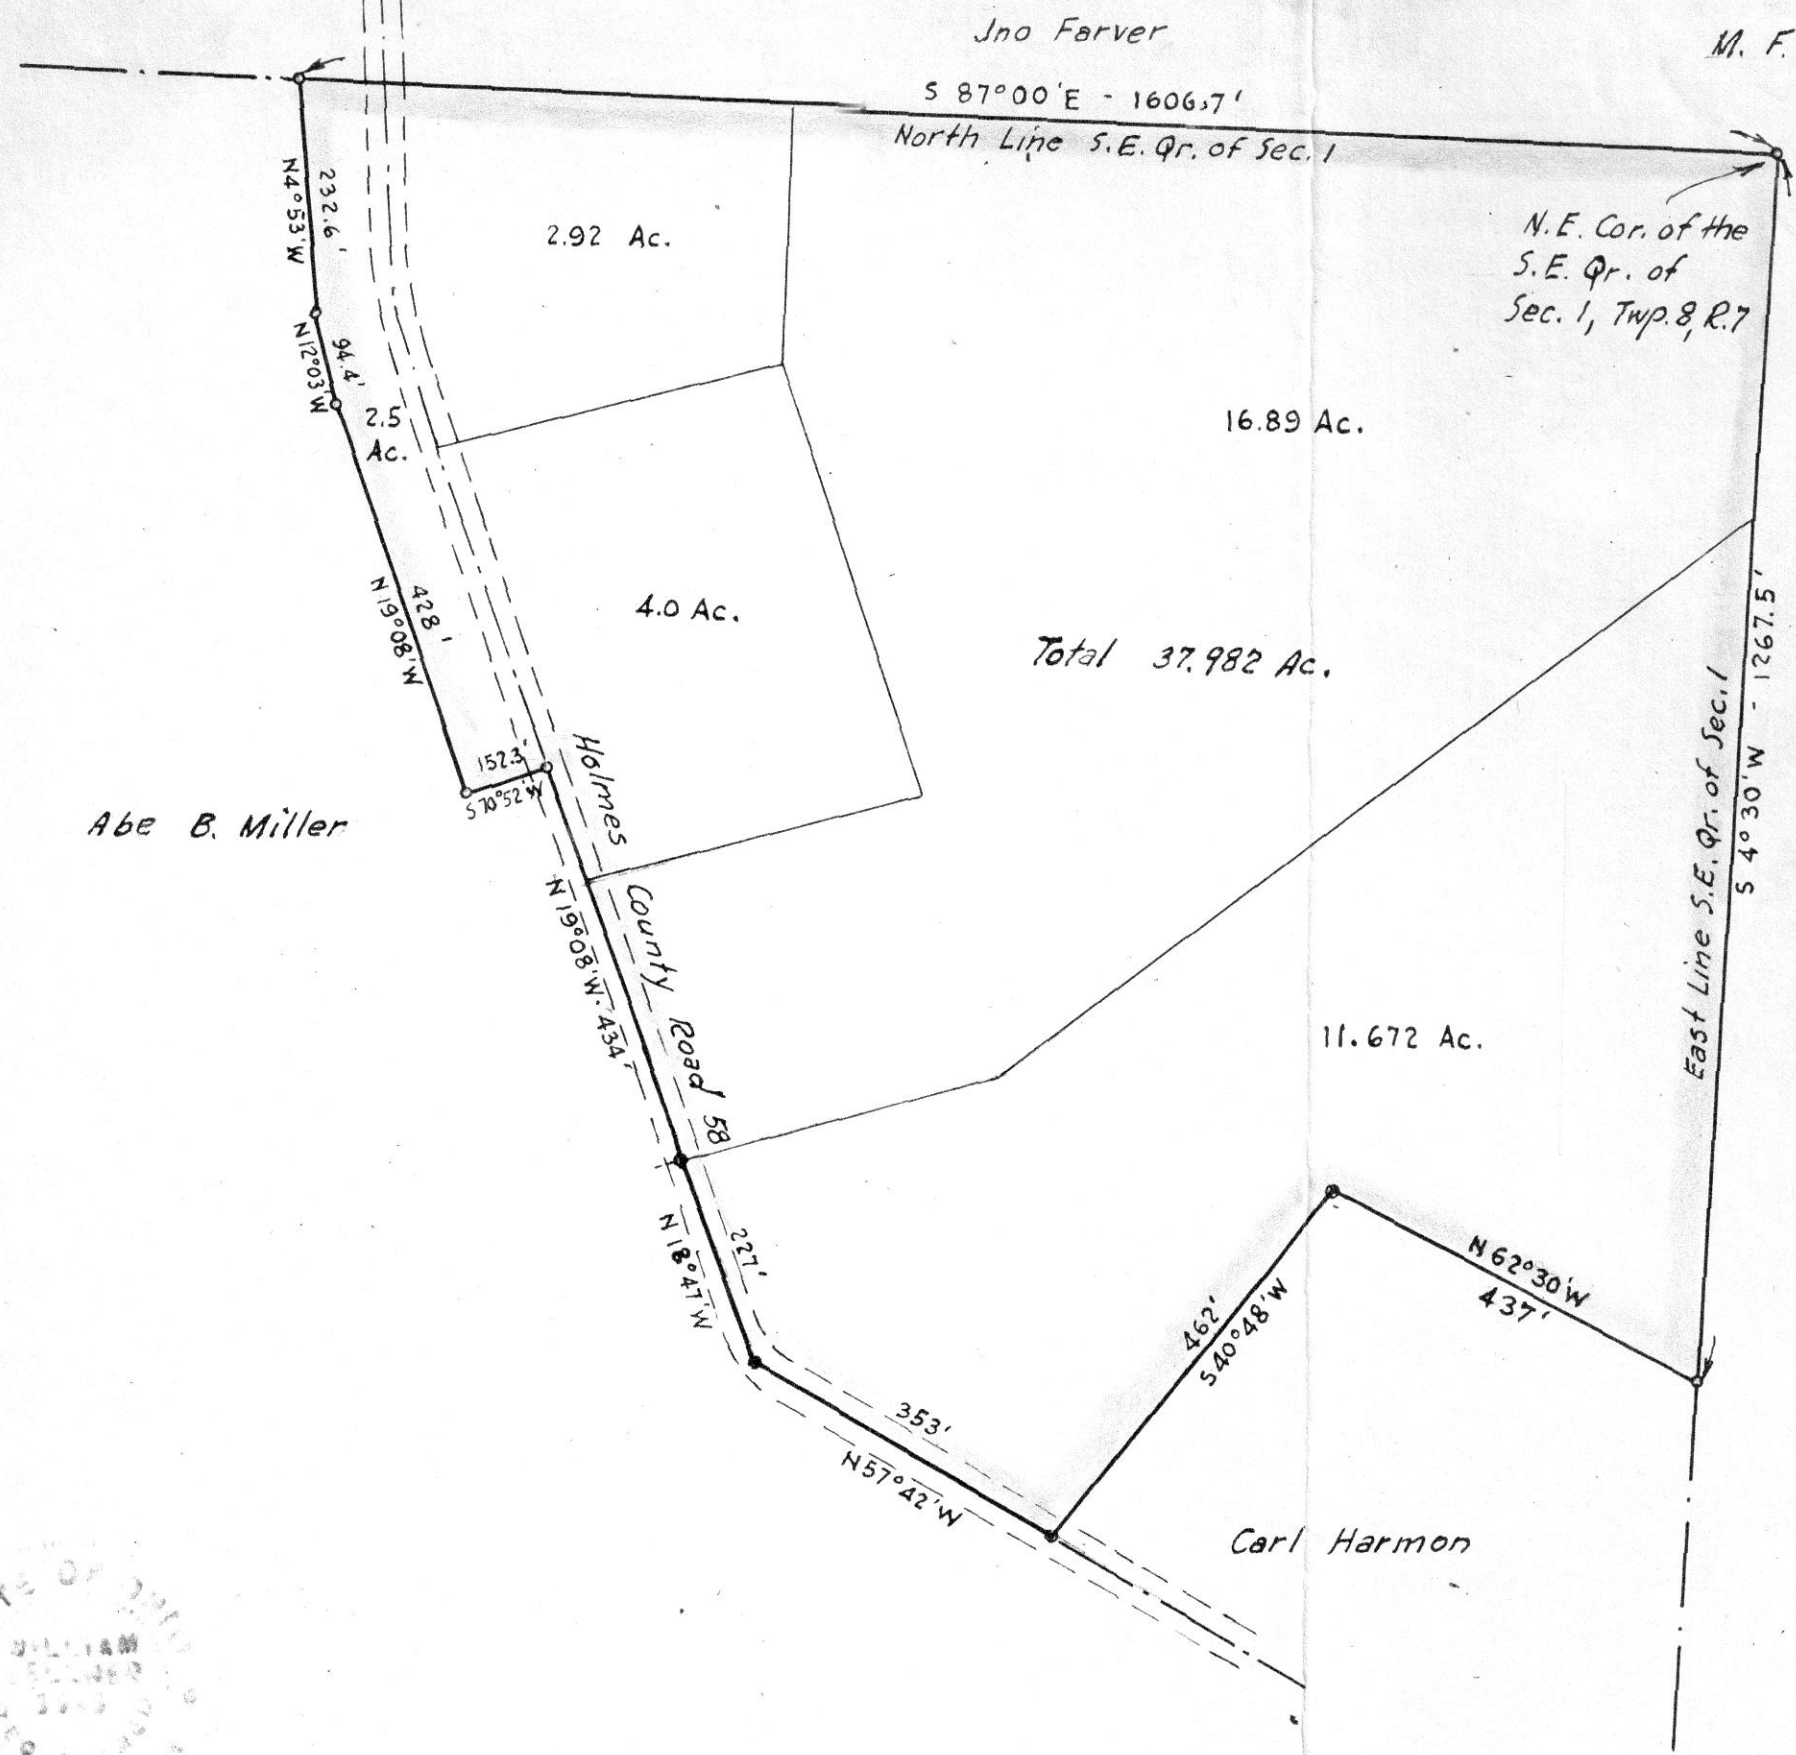 Jno Farver
M. F.
S 87°00'E - 1606.7'
North Line S.E. Qr. of Sec. 1
N.E. Cor. of the
S.E. Qr. of
Sec. 1, Twp. 8, R.7
232.6'
N4°53'W
2.92 Ac.
94.4'
N12°03'W
2.5
Ac.
16.89 Ac.
428'
N19°08'W
4.0 Ac.
Total 37.982 Ac.
East Line S.E. Qr. of Sec. 1
S 4°30'W - 1267.5'
152.3'
S 70°52'W
Abe B. Miller
Holmes County Road 58
N19°08'W. 434'
11.672 Ac.
227'
N18°47'W
N62°30'W
437'
462'
S40°48'W
353'
N57°42'W
Carl Harmon